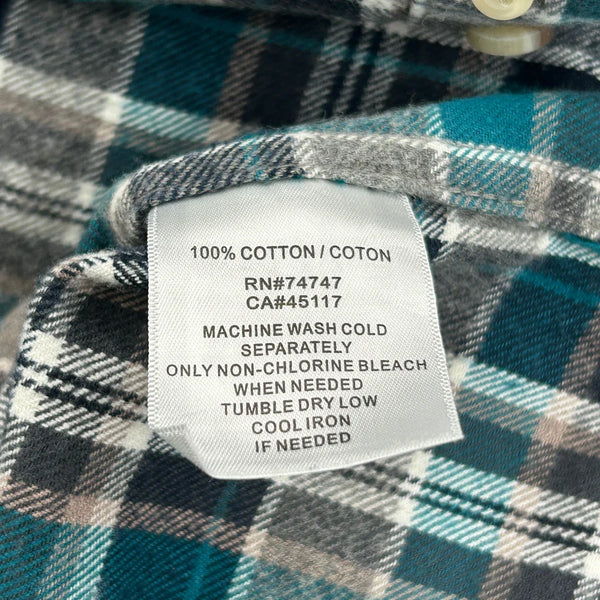 100% COTTON / COTON
RN#74747
CA#45117
MACHINE WASH COLD
SEPARATELY
ONLY NON-CHLORINE BLEACH
WHEN NEEDED
TUMBLE DRY LOW
COOL IRON
IF NEEDED